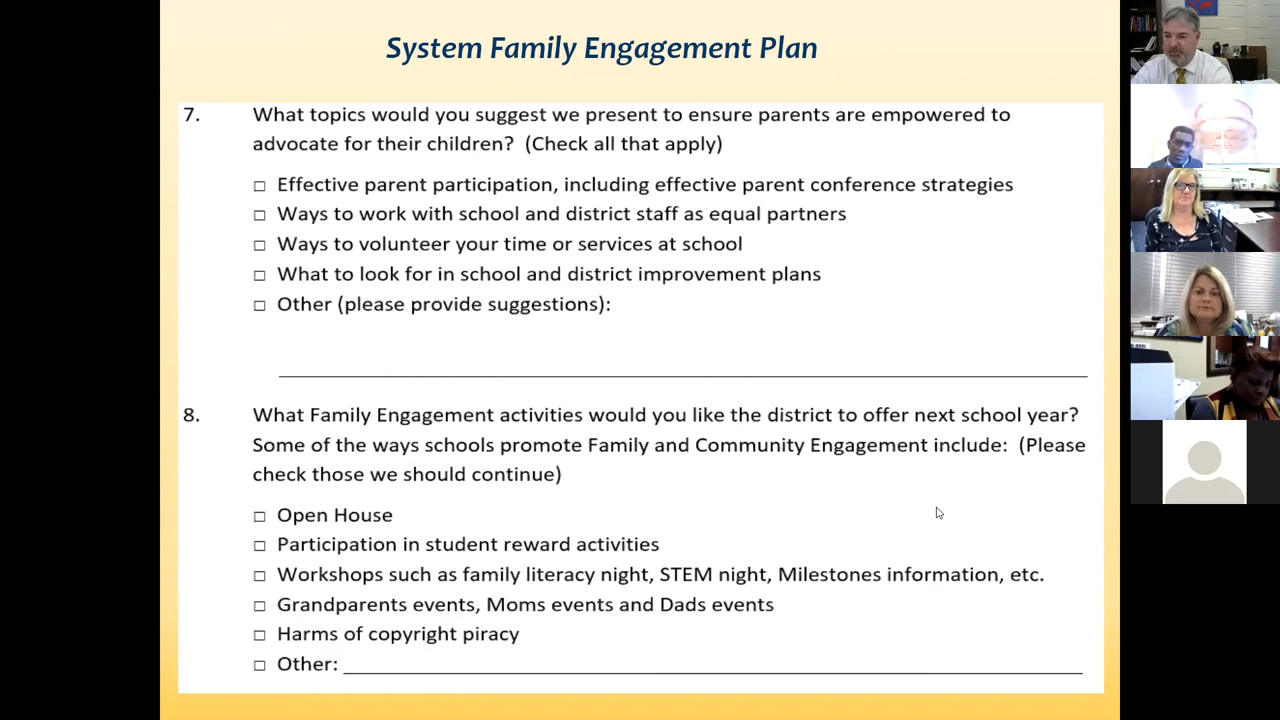 System Family Engagement Plan
7. What topics would you suggest we present to ensure parents are empowered to
advocate for their children? (Check all that apply)
□ Effective parent participation, including effective parent conference strategies
□ Ways to work with school and district staff as equal partners
□ Ways to volunteer your time or services at school
□ What to look for in school and district improvement plans
□ Other (please provide suggestions):
8. What Family Engagement activities would you like the district to offer next school year?
Some of the ways schools promote Family and Community Engagement include: (Please
check those we should continue)
□ Open House
□ Participation in student reward activities
□ Workshops such as family literacy night, STEM night, Milestones information, etc.
□ Grandparents events, Moms events and Dads events
□ Harms of copyright piracy
□ Other: